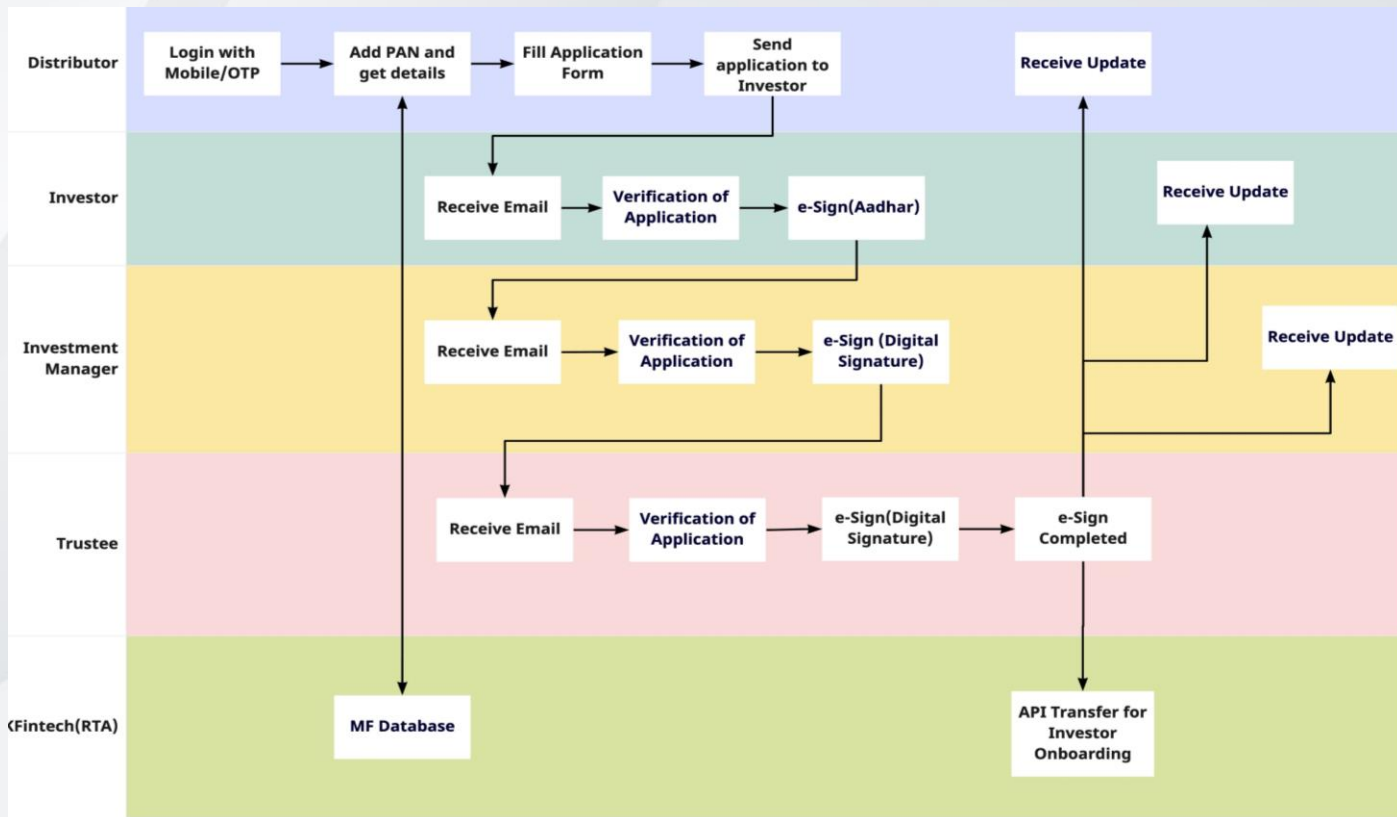 Distributor
Login with
Mobile/OTP
Add PAN and
get details
Fill Application
Form
Send
application to
Investor
Receive Update
Investor
Receive Email
Verification of
Application
e-Sign(Aadhar)
Receive Update
Investment
Manager
Receive Email
Verification of
Application
e-Sign (Digital
Signature)
Receive Update
Trustee
Receive Email
Verification of
Application
e-Sign(Digital
Signature)
e-Sign
Completed
KFintech(RTA)
MF Database
API Transfer for
Investor
Onboarding